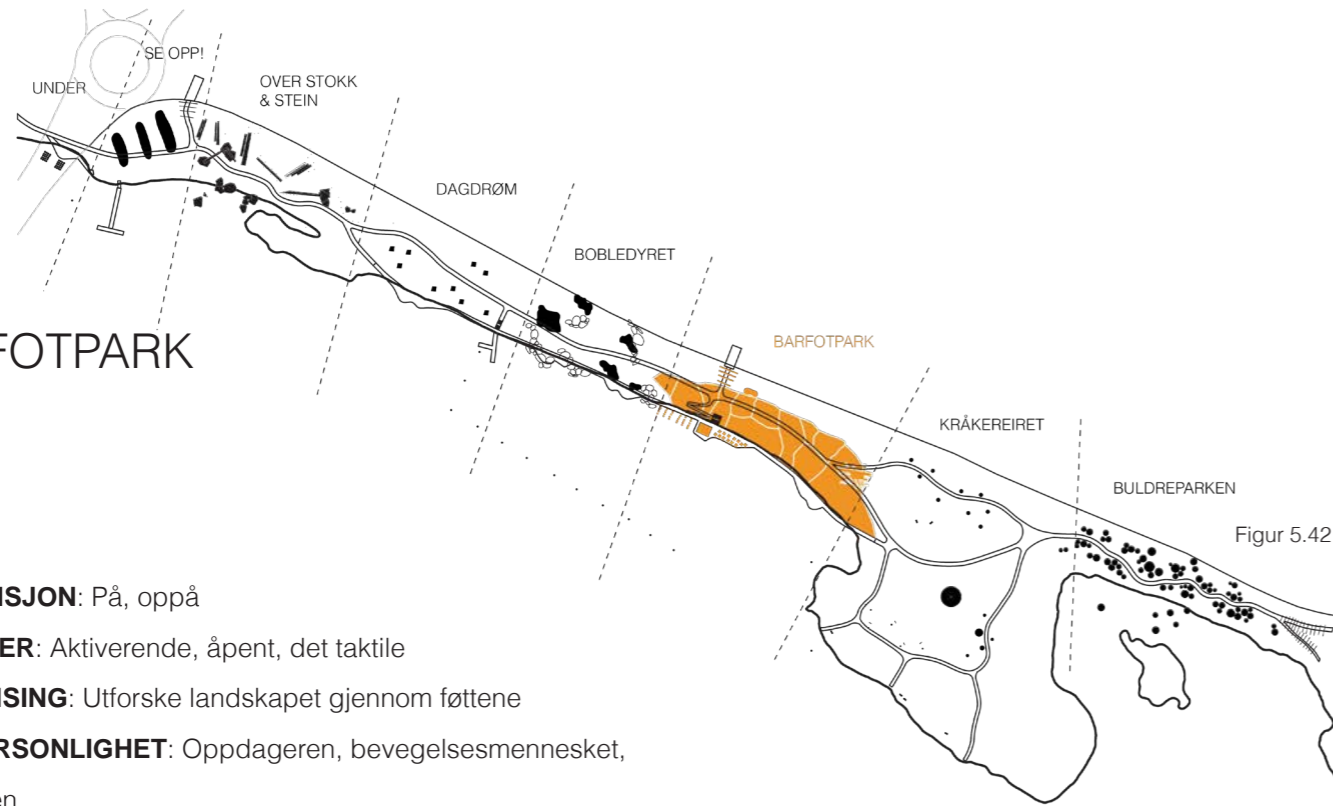 SE OPP!
UNDER
OVER STOKK
& STEIN
DAGDRØM
BOBLEDYRET
BARFOTPARK
KRÅKEREIRET
BULDREPARKEN
Figur 5.42
FOTPARK
ISJON: På, oppå
ER: Aktiverende, åpent, det taktile
ISING: Utforske landskapet gjennom føttene
RSONLIGHET: Oppdageren, bevegelsesmennesket,
en